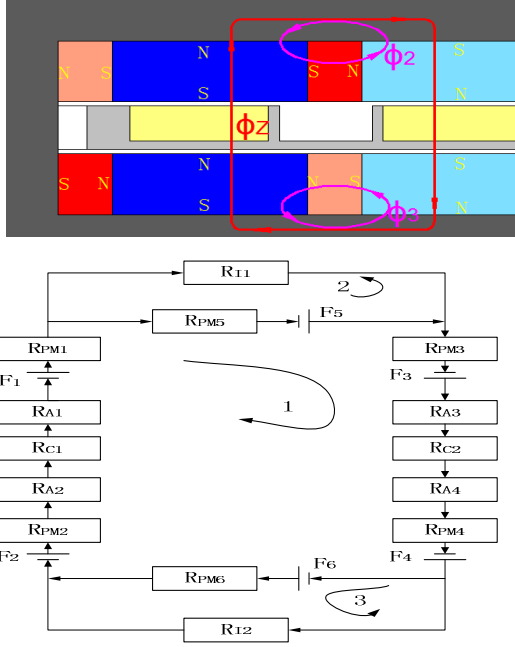 N
S
S
N
N
S
S
N
ϕ2
ϕZ
S
N
N
S
N
S
S
N
ϕ3
RI1
2
RPM5
F5
RPM1
RPM3
F1
F3
1
RA1
RA3
RC1
RC2
RA2
RA4
RPM2
RPM4
F2
F6
F4
RPM6
3
RI2